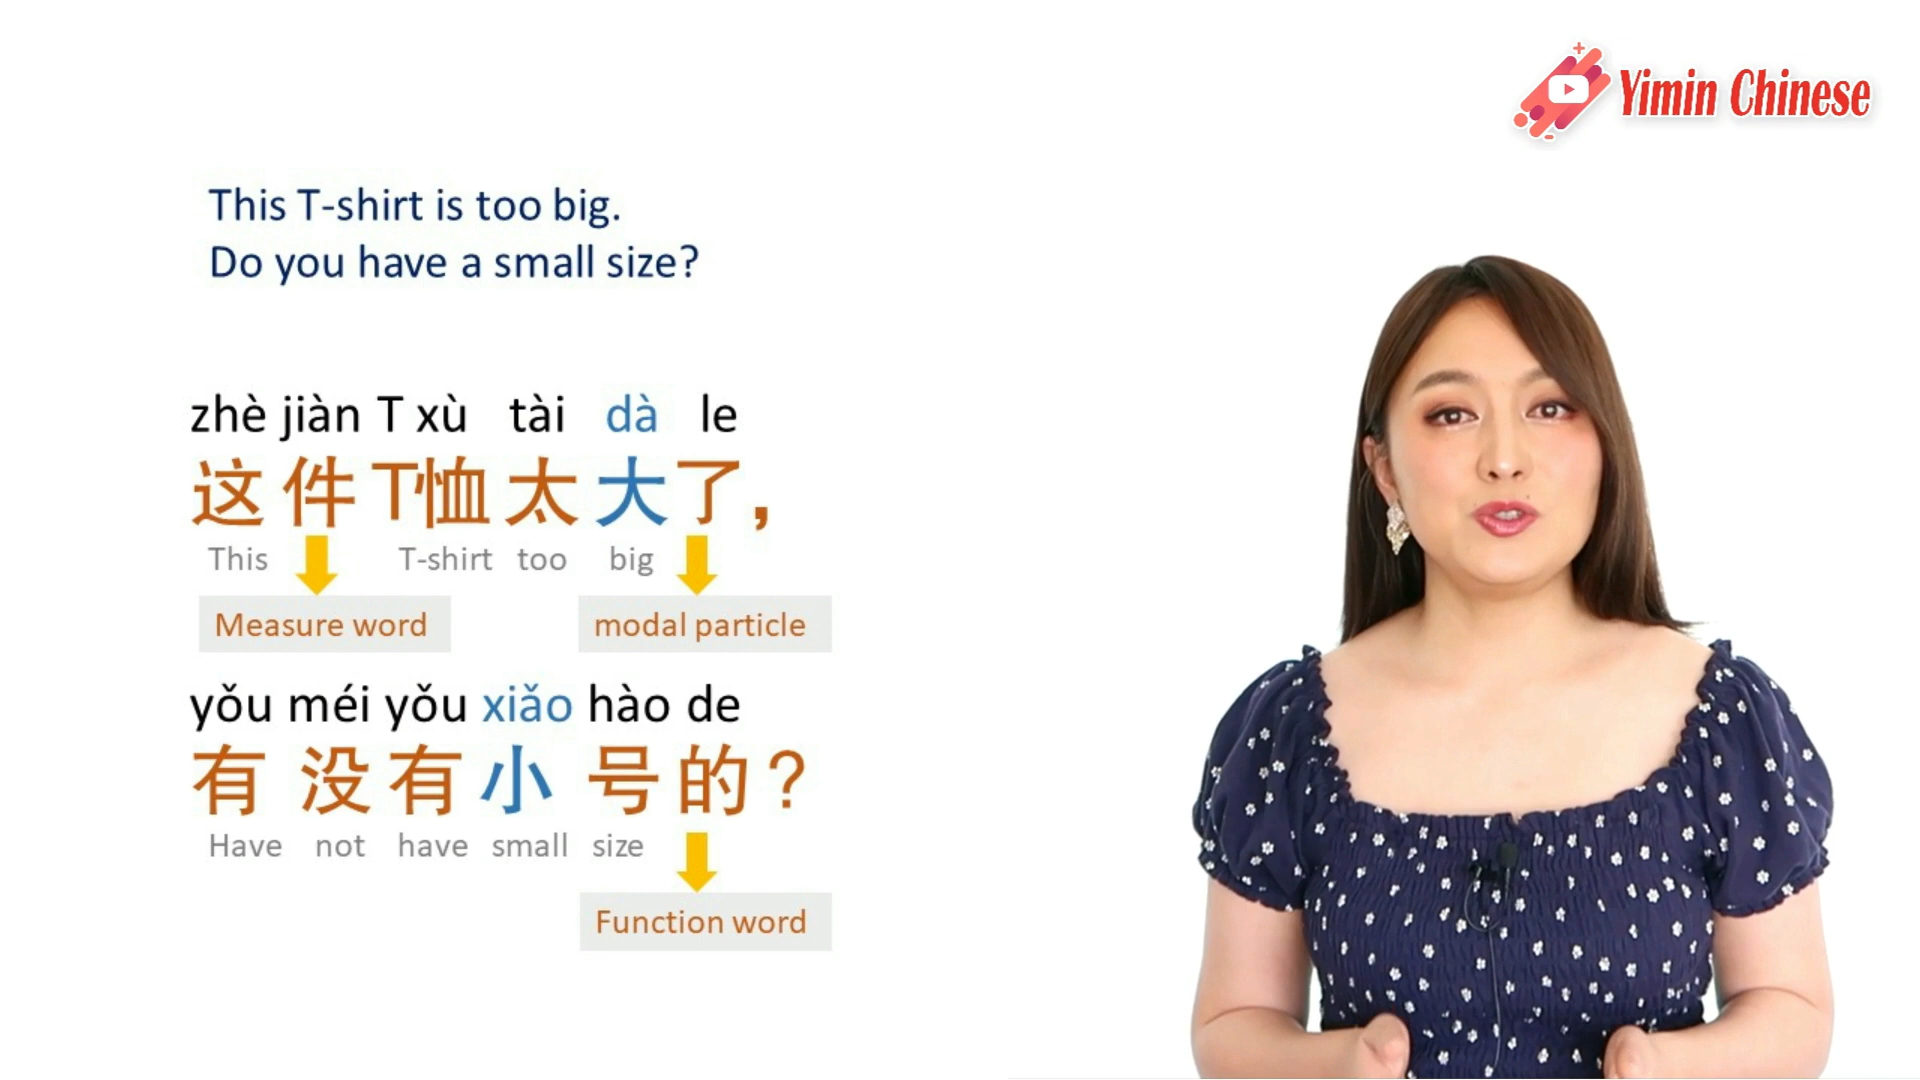 Yimin Chinese
This T-shirt is too big.
Do you have a small size?
zhè jiàn T xù tài dà le
这件T恤太大了，
This T-shirt too big
Measure word modal particle
yǒu méi yǒu xiǎo hào de
有没有小号的？
Have not have small size
Function word